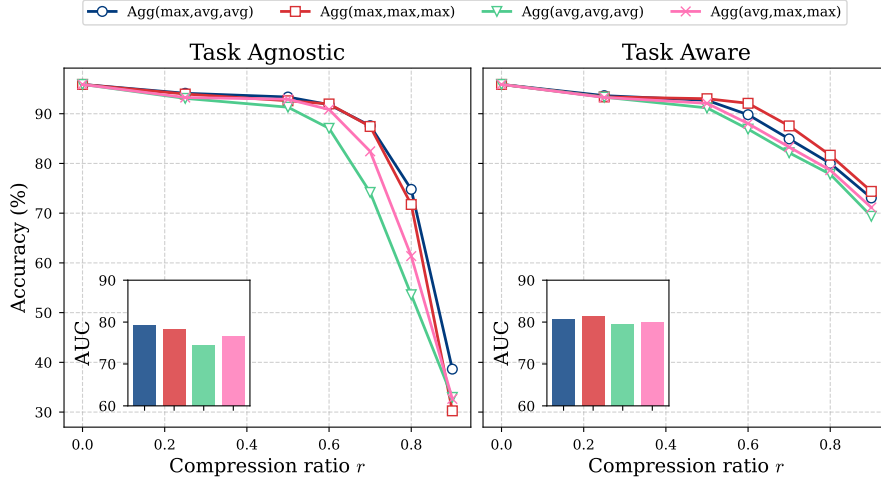 Agg(max,avg,avg) Agg(max,max,max) Agg(avg,avg,avg) Agg(avg,max,max)
Task Agnostic
Task Aware
Accuracy (%)
90
80
70
60
50
40
30
0.0 0.2 0.4 0.6 0.8
Compression ratio r
AUC
90
80
70
60
0.0 0.2 0.4 0.6 0.8
Compression ratio r
AUC
90
80
70
60